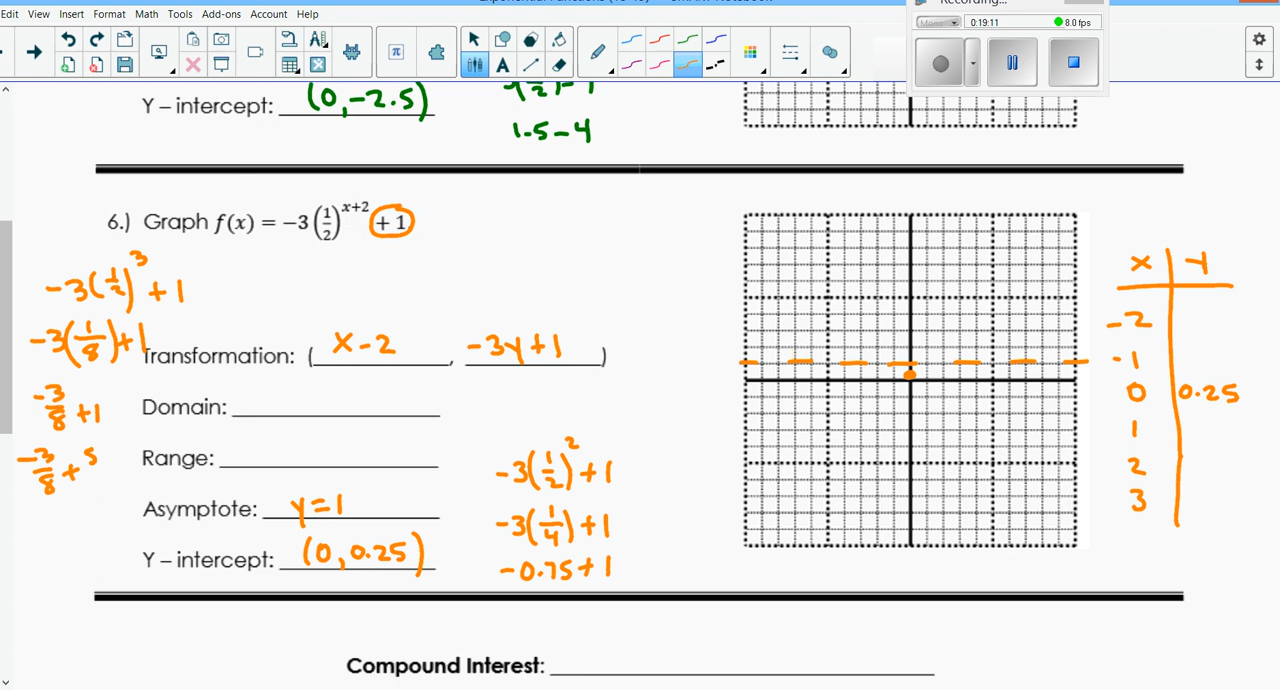 Recording...
Edit View Insert Format Math Tools Add-ons Account Help
0:19:11 8.0 fps
Y – intercept: (0,-2.5)
1.5-4
6.) Graph f(x) = −3(1/2)^(x+2) + 1
-3(1/2)^3 + 1
-3(1/8)+1
Transformation: ( x-2 , -3y+1 )
-3/8 +1
Domain:
-3/8 + 5
Range:
Asymptote: y=1
Y – intercept: (0,0.25)
-3(1/2)^2 + 1
-3(1/4)+1
-0.75+1
x y
-2
-1
0 0.25
1
2
3
Compound Interest: